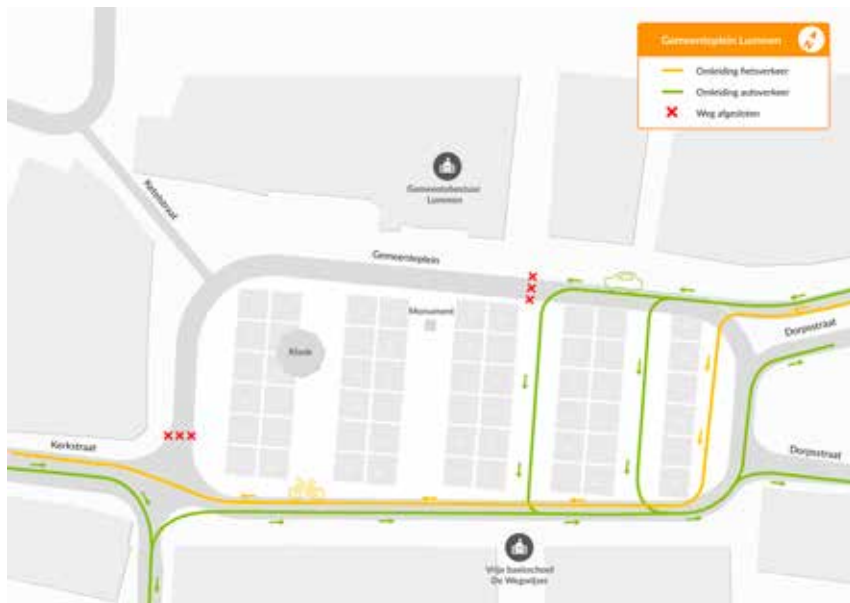 Gemeenteplein Lummen
Omleiding fietsverkeer
Omleiding autoverkeer
Weg afgesloten
Ketelstraat
Gemeentebestuur
Lummen
Gemeenteplein
Monument
Kiosk
Dorpsstraat
Kerkstraat
Dorpsstraat
Vrije basisschool
De Wegwijzer